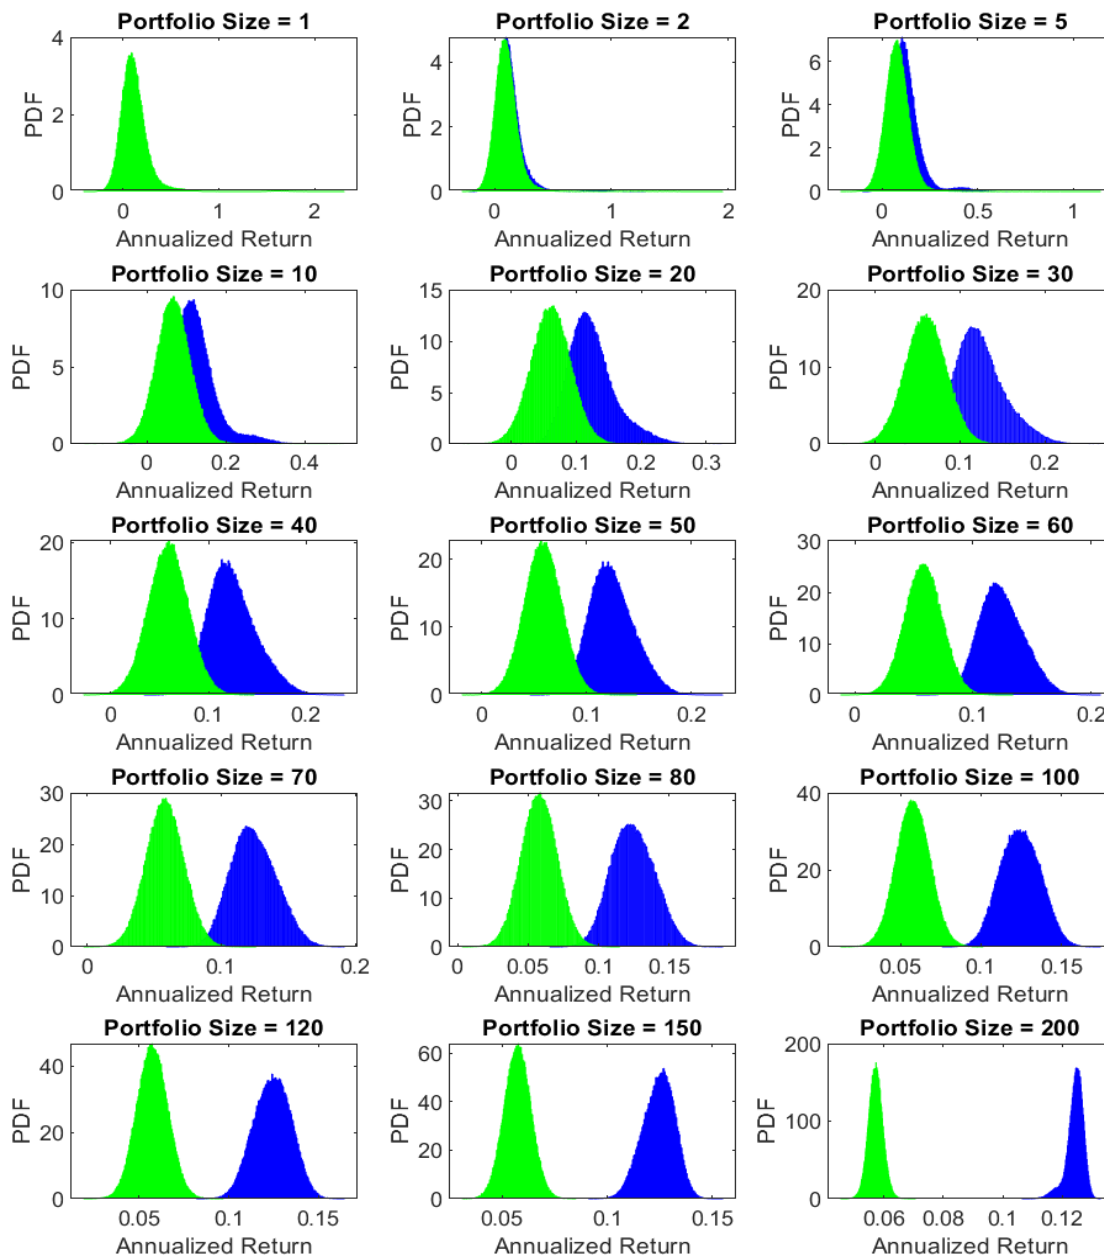 Portfolio Size = 1
4
2
0
PDF
0 1 2
Annualized Return
Portfolio Size = 2
4
2
0
PDF
0 1 2
Annualized Return
Portfolio Size = 5
6
4
2
0
PDF
0 0.5 1
Annualized Return
Portfolio Size = 10
10
5
0
PDF
0 0.2 0.4
Annualized Return
Portfolio Size = 20
15
10
5
0
PDF
0 0.1 0.2 0.3
Annualized Return
Portfolio Size = 30
20
10
0
PDF
0 0.1 0.2
Annualized Return
Portfolio Size = 40
20
10
0
PDF
0 0.1 0.2
Annualized Return
Portfolio Size = 50
20
10
0
PDF
0 0.1 0.2
Annualized Return
Portfolio Size = 60
30
20
10
0
PDF
0 0.1 0.2
Annualized Return
Portfolio Size = 70
30
20
10
0
PDF
0 0.1 0.2
Annualized Return
Portfolio Size = 80
30
20
10
0
PDF
0 0.05 0.1 0.15
Annualized Return
Portfolio Size = 100
40
20
0
PDF
0.05 0.1 0.15
Annualized Return
Portfolio Size = 120
40
20
0
PDF
0.05 0.1 0.15
Annualized Return
Portfolio Size = 150
60
40
20
0
PDF
0.05 0.1 0.15
Annualized Return
Portfolio Size = 200
200
100
0
PDF
0.06 0.08 0.1 0.12
Annualized Return